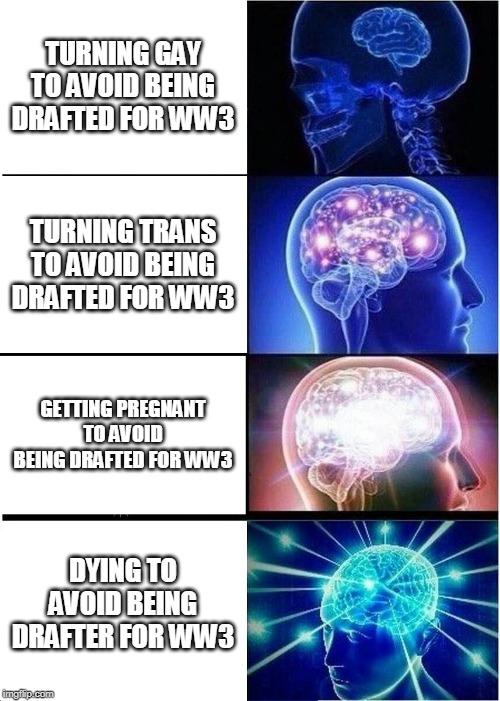 TURNING GAY
TO AVOID BEING
DRAFTED FOR WW3
TURNING TRANS
TO AVOID BEING
DRAFTED FOR WW3
GETTING PREGNANT
TO AVOID
BEING DRAFTED FOR WW3
DYING TO
AVOID BEING
DRAFTER FOR WW3
imgflip.com